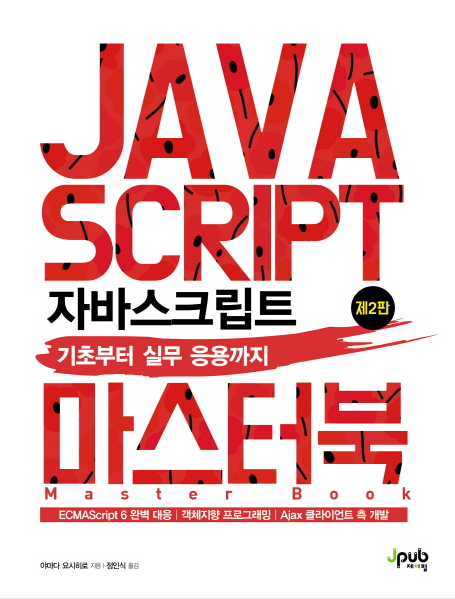 JAVA
SCRIPT
자바스크립트
제2판
기초부터 실무 응용까지
마스터북
Master Book
ECMAScript 6 완벽 대응 | 객체지향 프로그래밍 | Ajax 클라이언트 측 개발
야마다 요시히로 지음 | 정인식 옮김
Jpub
제이펍